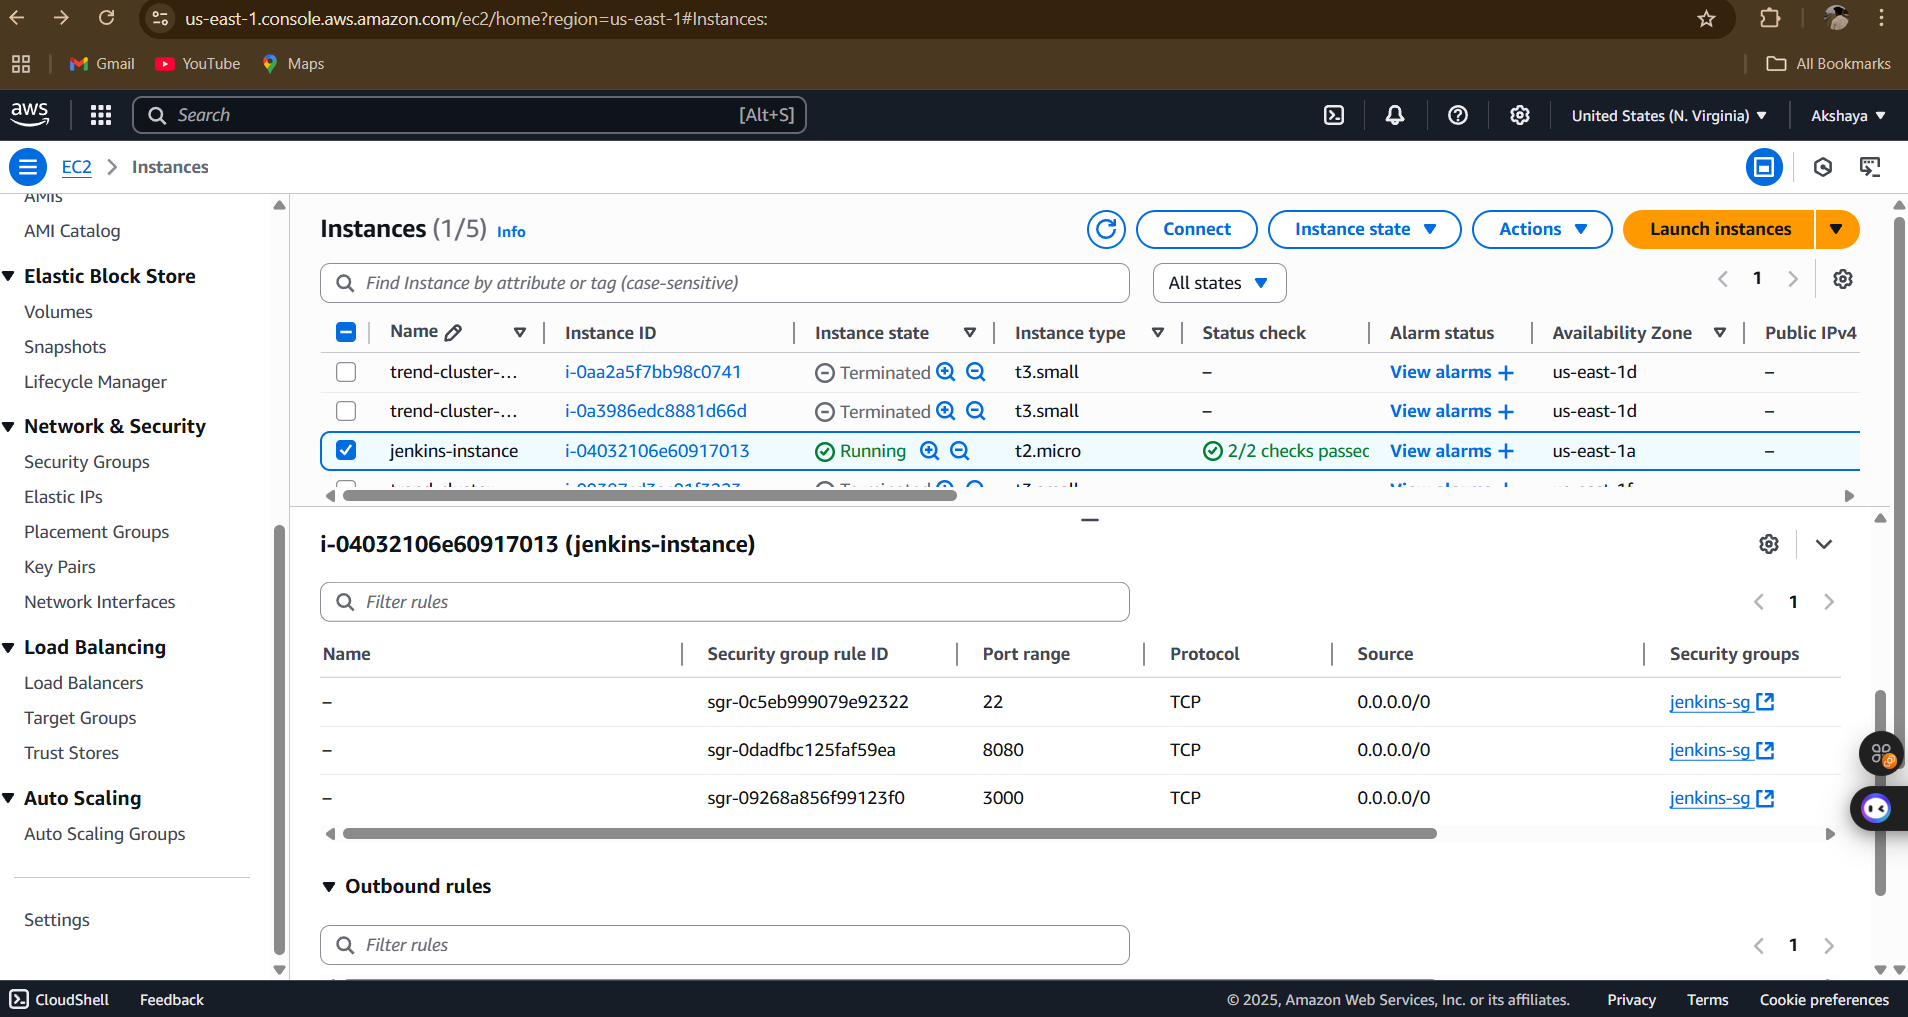 us-east-1.console.aws.amazon.com/ec2/home?region=us-east-1#Instances:
Gmail YouTube Maps All Bookmarks
aws Search [Alt+S] United States (N. Virginia) Akshaya
EC2 Instances
AMIs
AMI Catalog
Elastic Block Store
Volumes
Snapshots
Lifecycle Manager
Network & Security
Security Groups
Elastic IPs
Placement Groups
Key Pairs
Network Interfaces
Load Balancing
Load Balancers
Target Groups
Trust Stores
Auto Scaling
Auto Scaling Groups
Settings
Instances (1/5) Info Connect Instance state Actions Launch instances
Find Instance by attribute or tag (case-sensitive) All states 1
Name Instance ID Instance state Instance type Status check Alarm status Availability Zone Public IPv4
trend-cluster-... i-0aa2a5f7bb98c0741 Terminated t3.small – View alarms + us-east-1d –
trend-cluster-... i-0a3986edc8881d66d Terminated t3.small – View alarms + us-east-1d –
jenkins-instance i-04032106e60917013 Running t2.micro 2/2 checks passec View alarms + us-east-1a –
i-04032106e60917013 (jenkins-instance)
Filter rules 1
Name Security group rule ID Port range Protocol Source Security groups
– sgr-0c5eb999079e92322 22 TCP 0.0.0.0/0 jenkins-sg
– sgr-0dadfbc125faf59ea 8080 TCP 0.0.0.0/0 jenkins-sg
– sgr-09268a856f99123f0 3000 TCP 0.0.0.0/0 jenkins-sg
Outbound rules
Filter rules 1
CloudShell Feedback © 2025, Amazon Web Services, Inc. or its affiliates. Privacy Terms Cookie preferences